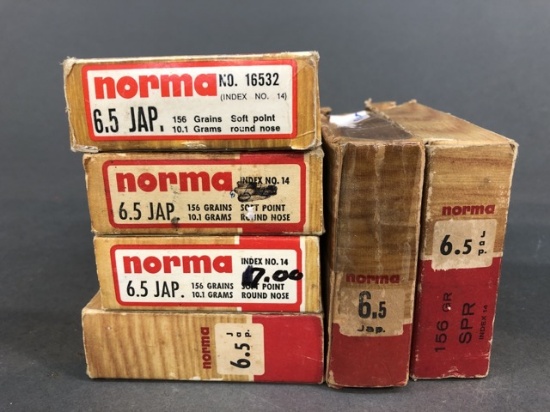 norma NO. 16532
(INDEX NO. 14)
6.5 JAP. 156 Grains Soft point
10.1 Grams round nose
norma INDEX NO. 14
6.5 JAP. 156 GRAINS SOFT POINT
10.1 GRAMS ROUND NOSE
norma INDEX NO. 14
17.00
6.5 JAP. 156 GRAINS SOFT POINT
10.1 GRAMS ROUND NOSE
norma
6.5
Jap.
norma
6.5
Jap.
norma
6.5 Jap.
156 GR
SPR
INDEX 14